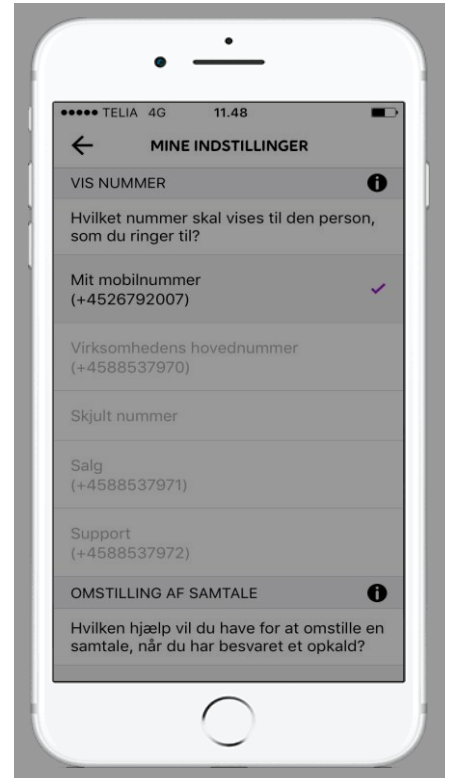 TELIA 4G 11.48
MINE INDSTILLINGER
VIS NUMMER
Hvilket nummer skal vises til den person,
som du ringer til?
Mit mobilnummer
(+4526792007)
Virksomhedens hovednummer
(+4588537970)
Skjult nummer
Salg
(+4588537971)
Support
(+4588537972)
OMSTILLING AF SAMTALE
Hvilken hjælp vil du have for at omstille en
samtale, når du har besvaret et opkald?